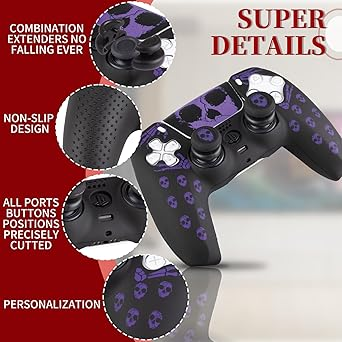 SUPER
DETAILS
COMBINATION
EXTENDERS NO
FALLING EVER
NON-SLIP
DESIGN
ALL PORTS
BUTTONS
POSITIONS
PRECISELY
CUTTED
PERSONALIZATION